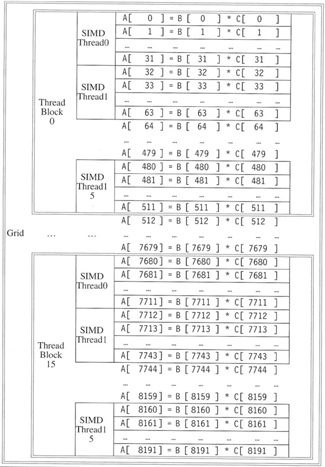 A[ 0 ] = B [ 0 ] * C[ 0 ]
SIMD Thread0 A[ 1 ] = B [ 1 ] * C[ 1 ]
... ... ... ...
A[ 31 ] = B [ 31 ] * C[ 31 ]
A[ 32 ] = B [ 32 ] * C[ 32 ]
SIMD Thread1 A[ 33 ] = B [ 33 ] * C[ 33 ]
... ... ... ...
Thread Block 0 A[ 63 ] = B [ 63 ] * C[ 63 ]
A[ 64 ] = B [ 64 ] * C[ 64 ]
... ... ... ...
A[ 479 ] = B [ 479 ] * C[ 479 ]
A[ 480 ] = B [ 480 ] * C[ 480 ]
SIMD Thread1 5 A[ 481 ] = B [ 481 ] * C[ 481 ]
... ... ... ...
A[ 511 ] = B [ 511 ] * C[ 511 ]
A[ 512 ] = B [ 512 ] * C[ 512 ]
Grid ... ... ... ... ...
A[ 7679] = B [ 7679 ] * C[ 7679 ]
A[ 7680] = B [ 7680 ] * C[ 7680 ]
SIMD Thread0 A[ 7681] = B [ 7681 ] * C[ 7681 ]
... ... ... ...
A[ 7711] = B [ 7711 ] * C[ 7711 ]
A[ 7712] = B [ 7712 ] * C[ 7712 ]
SIMD Thread1 A[ 7713] = B [ 7713 ] * C[ 7713 ]
... ... ... ...
Thread Block 15 A[ 7743] = B [ 7743 ] * C[ 7743 ]
A[ 7744] = B [ 7744 ] * C[ 7744 ]
... ... ... ...
A[ 8159] = B [ 8159 ] * C[ 8159 ]
A[ 8160] = B [ 8160 ] * C[ 8160 ]
SIMD Thread1 5 A[ 8161] = B [ 8161 ] * C[ 8161 ]
... ... ... ...
A[ 8191] = B [ 8191 ] * C[ 8191 ]